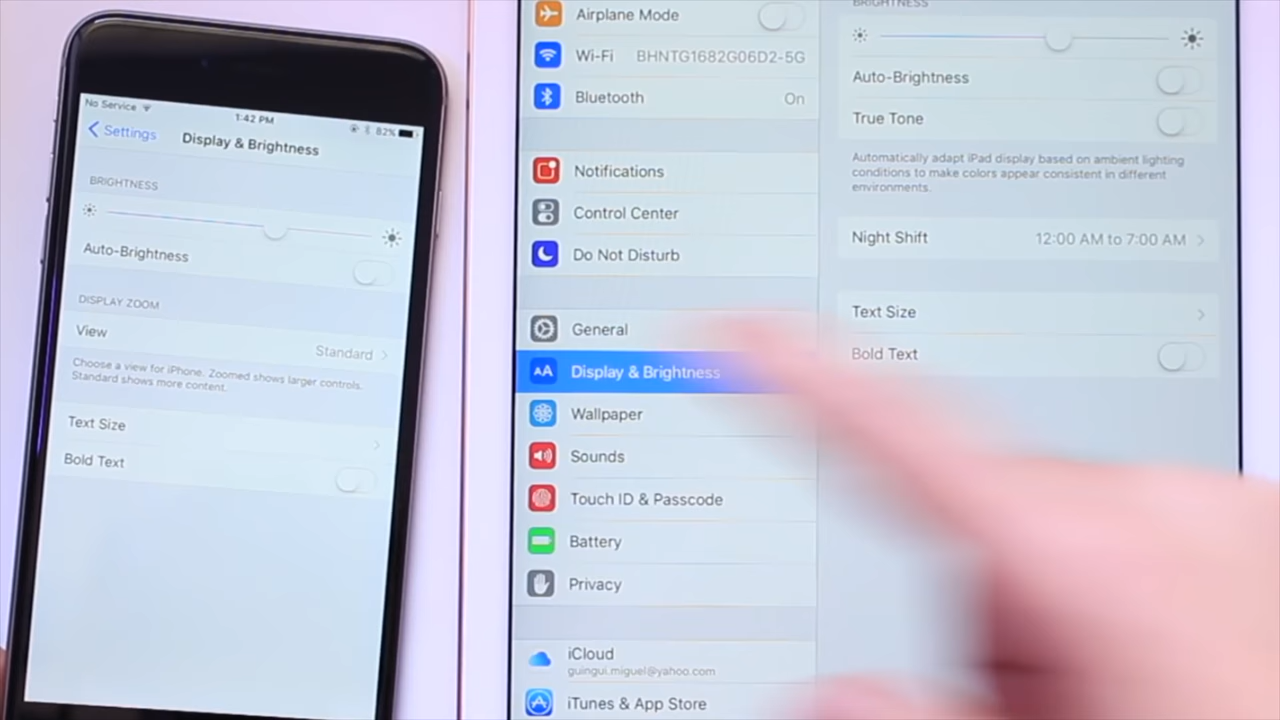 No Service
1:42 PM
82%
Settings
Display & Brightness
BRIGHTNESS
Auto-Brightness
DISPLAY ZOOM
View
Standard
Choose a view for iPhone. Zoomed shows larger controls.
Standard shows more content.
Text Size
Bold Text
Airplane Mode
Wi-Fi BHNTG1682G06D2-5G
Bluetooth On
Notifications
Control Center
Do Not Disturb
General
AA Display & Brightness
Wallpaper
Sounds
Touch ID & Passcode
Battery
Privacy
iCloud
guingui.miguel@yahoo.com
iTunes & App Store
BRIGHTNESS
Auto-Brightness
True Tone
Automatically adapt iPad display based on ambient lighting
conditions to make colors appear consistent in different
environments.
Night Shift 12:00 AM to 7:00 AM
Text Size
Bold Text